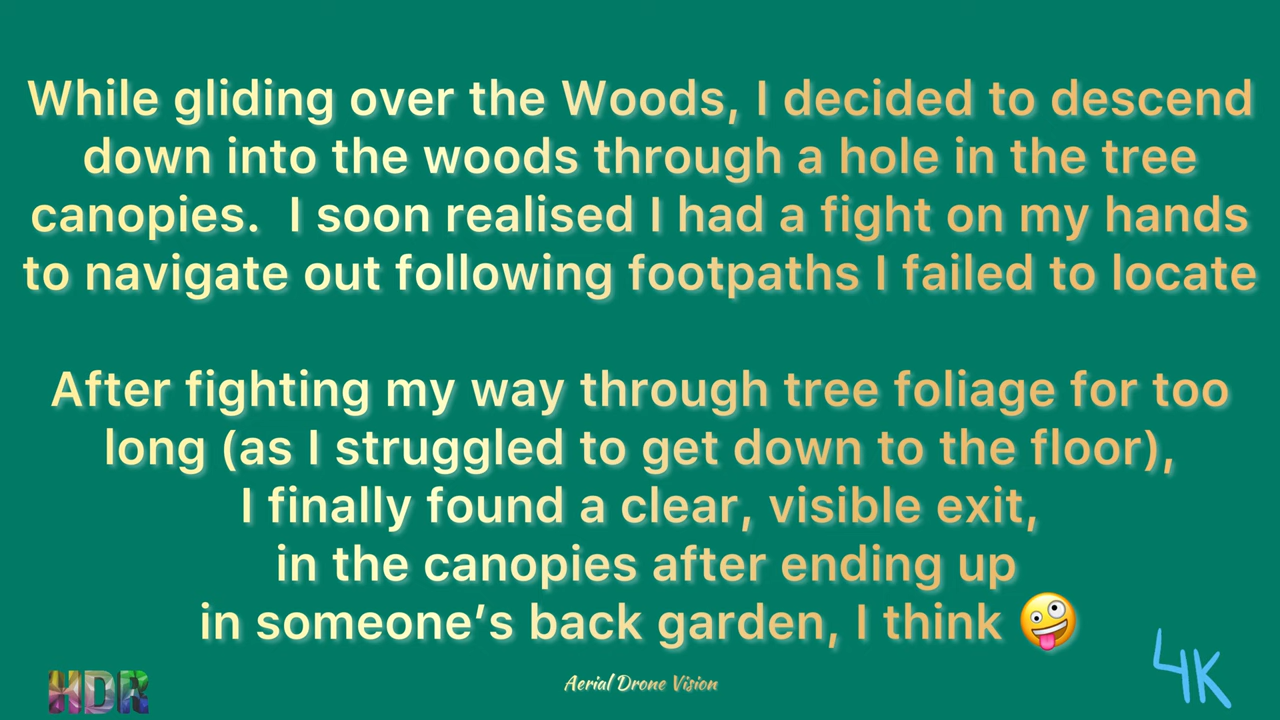 While gliding over the Woods, I decided to descend
down into the woods through a hole in the tree
canopies.  I soon realised I had a fight on my hands
to navigate out following footpaths I failed to locate
After fighting my way through tree foliage for too
long (as I struggled to get down to the floor),
I finally found a clear, visible exit,
in the canopies after ending up
in someone’s back garden, I think 🤪
HDR
Aerial Drone Vision
4K